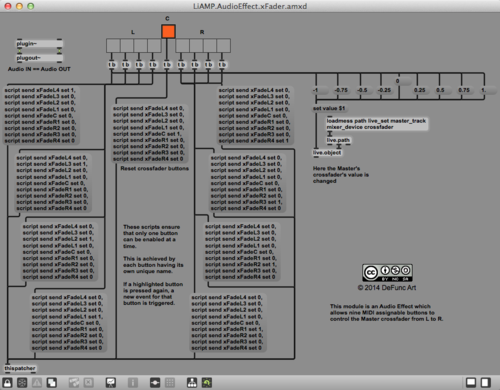 LiAMP.AudioEffect.xFader.amxd
C
L
R
plugin~
plugout~
Audio IN == Audio OUT
t b t b t b t b t b t b t b t b t b
0
-1 -0.75 -0.5 -0.25 0.25 0.5 0.75 1.
set value $1
loadmess path live_set master_track
mixer_device crossfader
live.path
live.object
Here the Master's
crossfader's value is
changed
script send xFadeL4 set 1,
script send xFadeL3 set 0,
script send xFadeL2 set 0,
script send xFadeL1 set 0,
script send xFadeC set 0,
script send xFadeR1 set 0,
script send xFadeR2 set 0,
script send xFadeR3 set 0,
script send xFadeR4 set 0
script send xFadeL4 set 0,
script send xFadeL3 set 1,
script send xFadeL2 set 0,
script send xFadeL1 set 0,
script send xFadeC set 0,
script send xFadeR1 set 0,
script send xFadeR2 set 0,
script send xFadeR3 set 0,
script send xFadeR4 set 0
script send xFadeL4 set 0,
script send xFadeL3 set 0,
script send xFadeL2 set 1,
script send xFadeL1 set 0,
script send xFadeC set 0,
script send xFadeR1 set 0,
script send xFadeR2 set 0,
script send xFadeR3 set 0,
script send xFadeR4 set 0
script send xFadeL4 set 0,
script send xFadeL3 set 0,
script send xFadeL2 set 0,
script send xFadeL1 set 1,
script send xFadeC set 0,
script send xFadeR1 set 0,
script send xFadeR2 set 0,
script send xFadeR3 set 0,
script send xFadeR4 set 0
thispatcher
script send xFadeL4 set 0,
script send xFadeL3 set 0,
script send xFadeL2 set 0,
script send xFadeL1 set 0,
script send xFadeC set 0,
script send xFadeR1 set 0,
script send xFadeR2 set 0,
script send xFadeR3 set 0,
script send xFadeR4 set 0
Reset crossfader buttons
These scripts ensure
that only one button
can be enabled at a
time.
This is achieved by
each button having its
own unique name.
If a highlighted button
is pressed again, a
new event for that
button is triggered.
script send xFadeL4 set 0,
script send xFadeL3 set 0,
script send xFadeL2 set 0,
script send xFadeL1 set 0,
script send xFadeC set 0,
script send xFadeR1 set 0,
script send xFadeR2 set 0,
script send xFadeR3 set 0,
script send xFadeR4 set 1
script send xFadeL4 set 0,
script send xFadeL3 set 0,
script send xFadeL2 set 0,
script send xFadeL1 set 0,
script send xFadeC set 0,
script send xFadeR1 set 0,
script send xFadeR2 set 0,
script send xFadeR3 set 1,
script send xFadeR4 set 0
script send xFadeL4 set 0,
script send xFadeL3 set 0,
script send xFadeL2 set 0,
script send xFadeL1 set 0,
script send xFadeC set 0,
script send xFadeR1 set 0,
script send xFadeR2 set 1,
script send xFadeR3 set 0,
script send xFadeR4 set 0
script send xFadeL4 set 0,
script send xFadeL3 set 0,
script send xFadeL2 set 0,
script send xFadeL1 set 0,
script send xFadeC set 0,
script send xFadeR1 set 1,
script send xFadeR2 set 0,
script send xFadeR3 set 0,
script send xFadeR4 set 0
cc
BY NC SA
© 2014 DeFunc Art
This module is an Audio Effect which
allows nine MIDI assignable buttons to
control the Master crossfader from L to R.